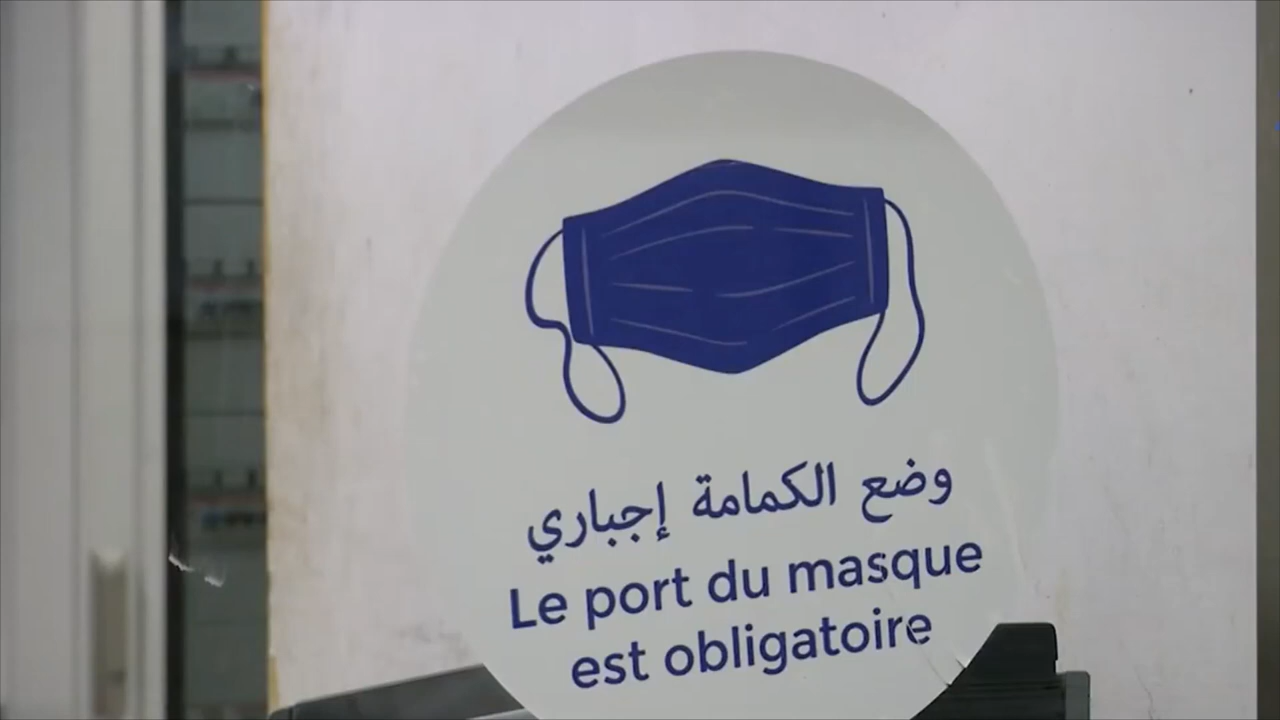 وضع الكمامة إجباري
Le port du masque
est obligatoire